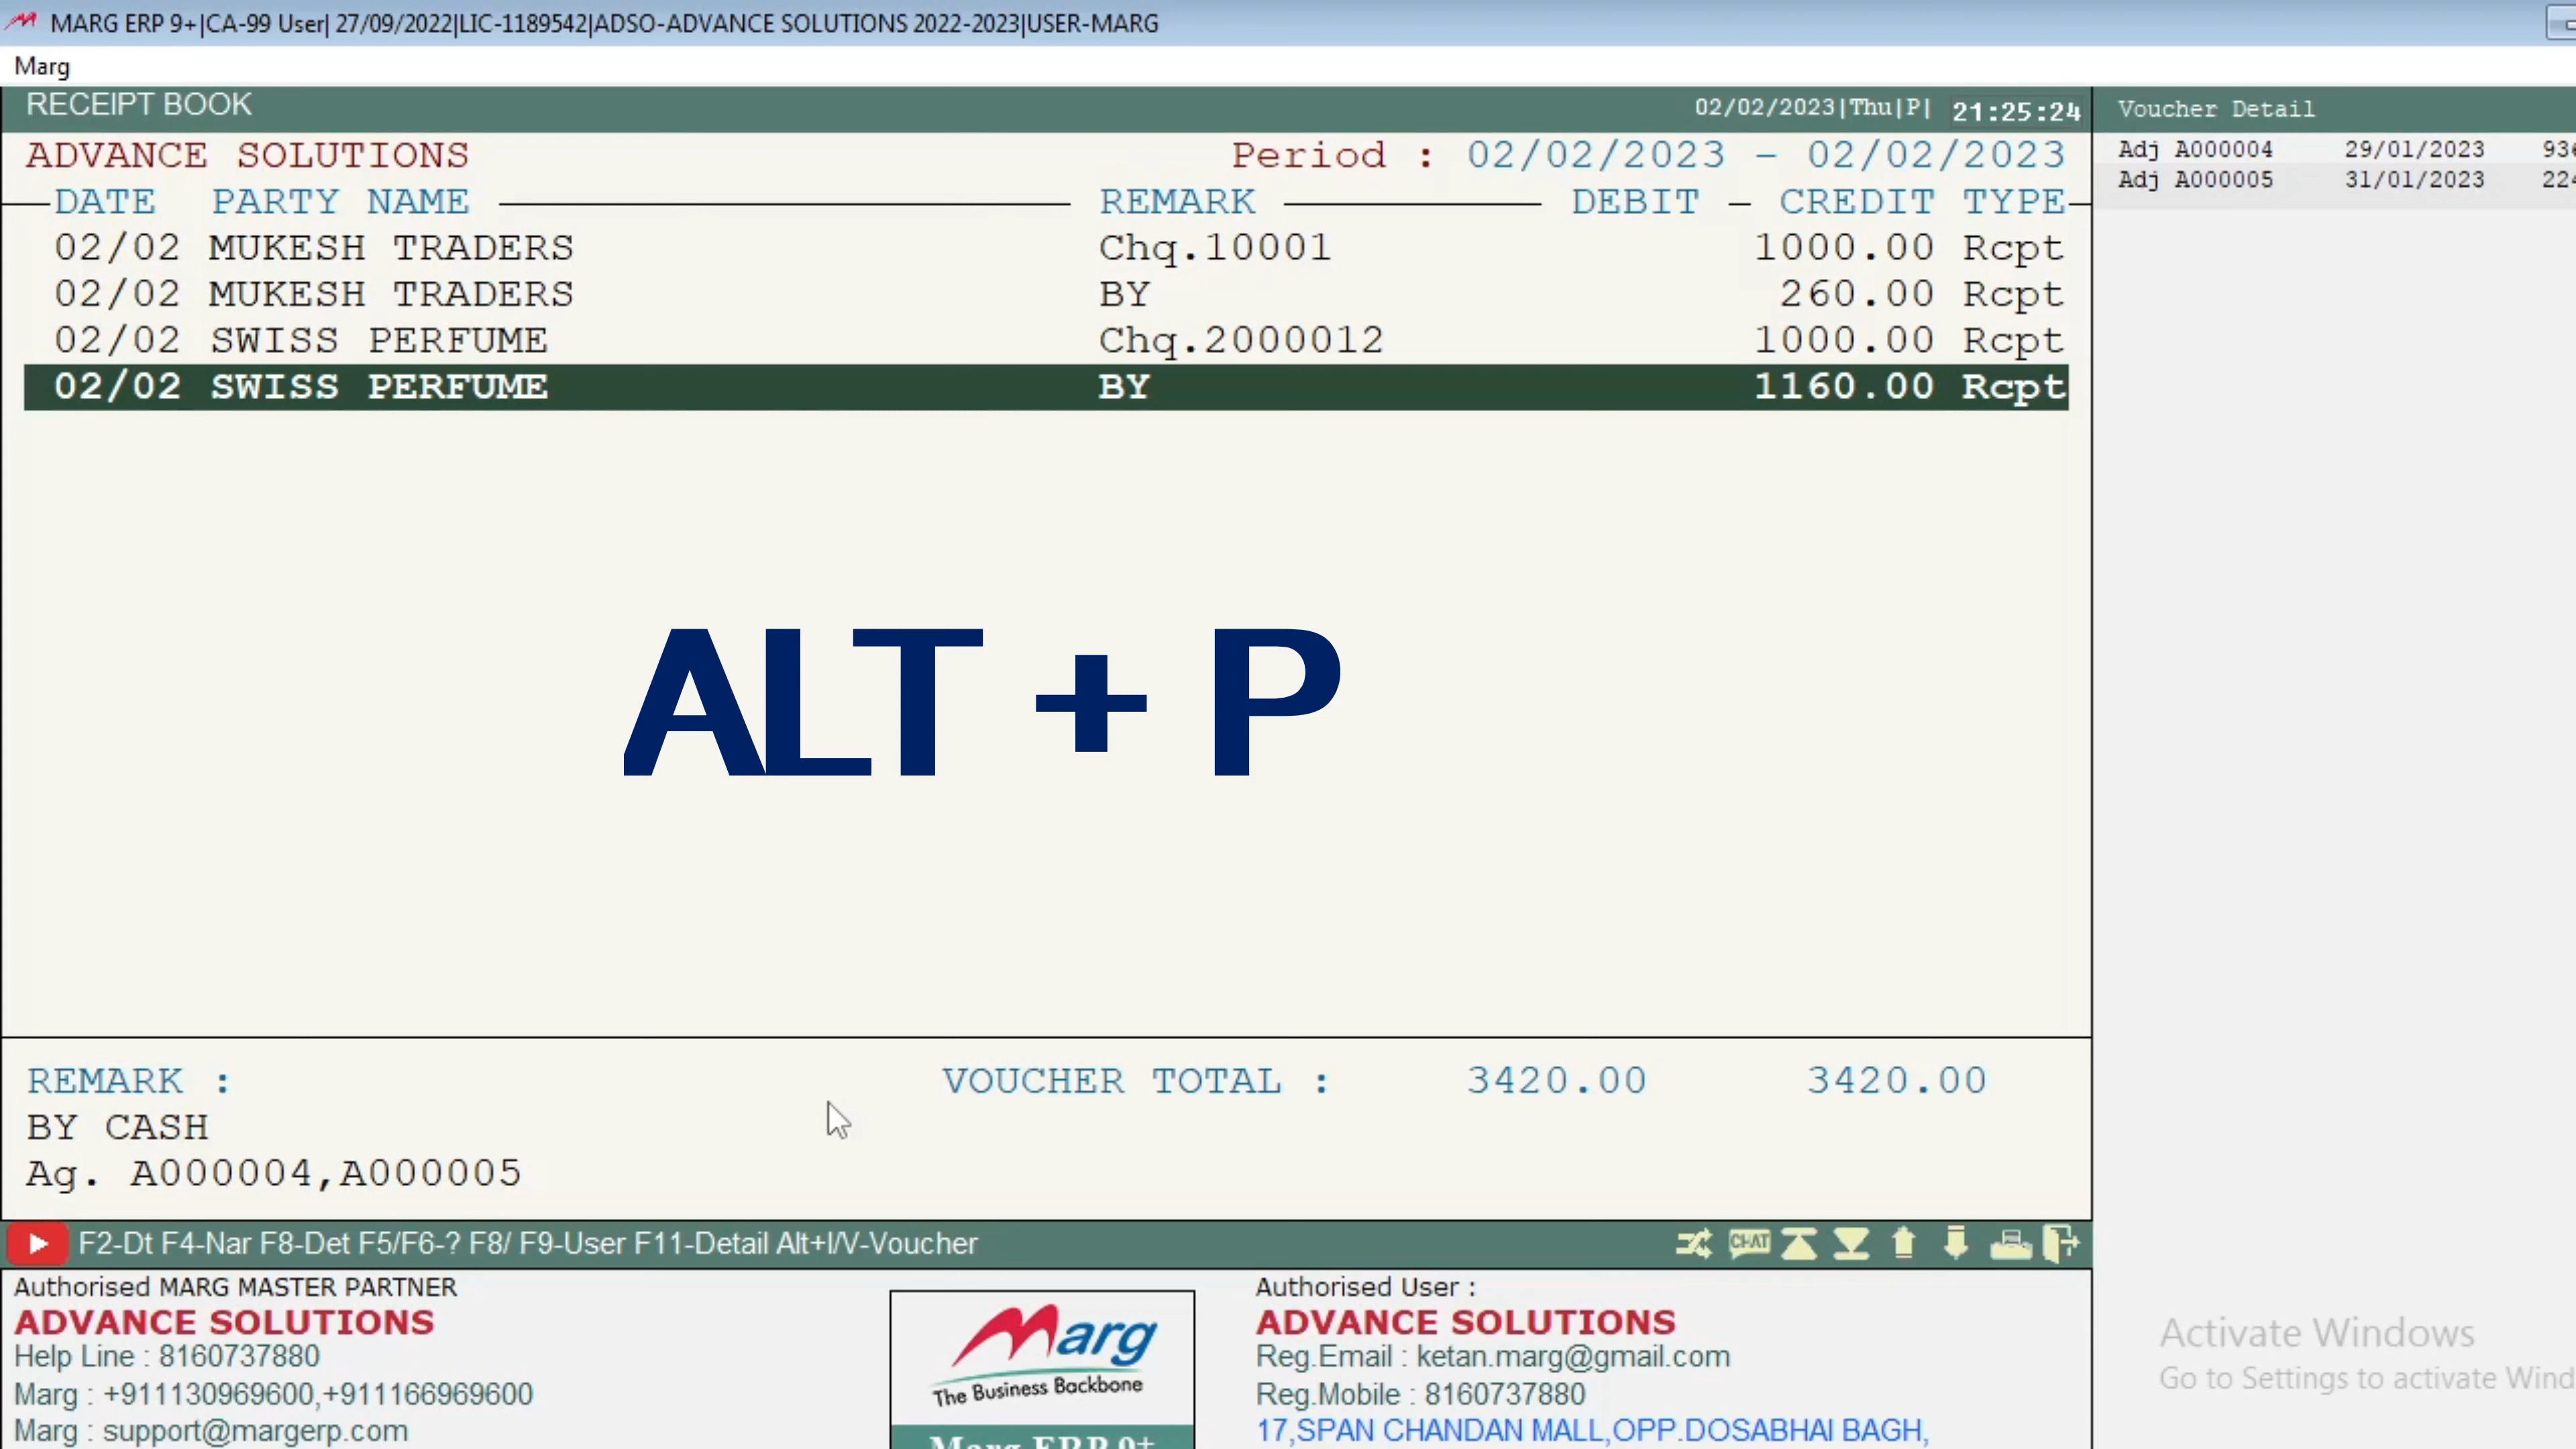 MARG ERP 9+|CA-99 User| 27/09/2022|LIC-1189542|ADSO-ADVANCE SOLUTIONS 2022-2023|USER-MARG
Marg
RECEIPT BOOK 02/02/2023|Thu|P| 21:25:24
ADVANCE SOLUTIONS Period : 02/02/2023 - 02/02/2023
DATE PARTY NAME REMARK DEBIT CREDIT TYPE
02/02 MUKESH TRADERS Chq.10001 1000.00 Rcpt
02/02 MUKESH TRADERS BY 260.00 Rcpt
02/02 SWISS PERFUME Chq.2000012 1000.00 Rcpt
02/02 SWISS PERFUME BY 1160.00 Rcpt
ALT + P
REMARK : VOUCHER TOTAL : 3420.00 3420.00
BY CASH
Ag. A000004,A000005
F2-Dt F4-Nar F8-Det F5/F6-? F8/ F9-User F11-Detail Alt+I/V-Voucher
CHAT
Authorised MARG MASTER PARTNER
ADVANCE SOLUTIONS
Help Line : 8160737880
Marg : +911130969600,+911166969600
Marg : support@margerp.com
Marg
The Business Backbone
Marg ERP 9+
Authorised User :
ADVANCE SOLUTIONS
Reg.Email : ketan.marg@gmail.com
Reg.Mobile : 8160737880
17,SPAN CHANDAN MALL,OPP.DOSABHAI BAGH,
Voucher Detail
Adj A000004 29/01/2023
Adj A000005 31/01/2023
Activate Windows
Go to Settings to activate